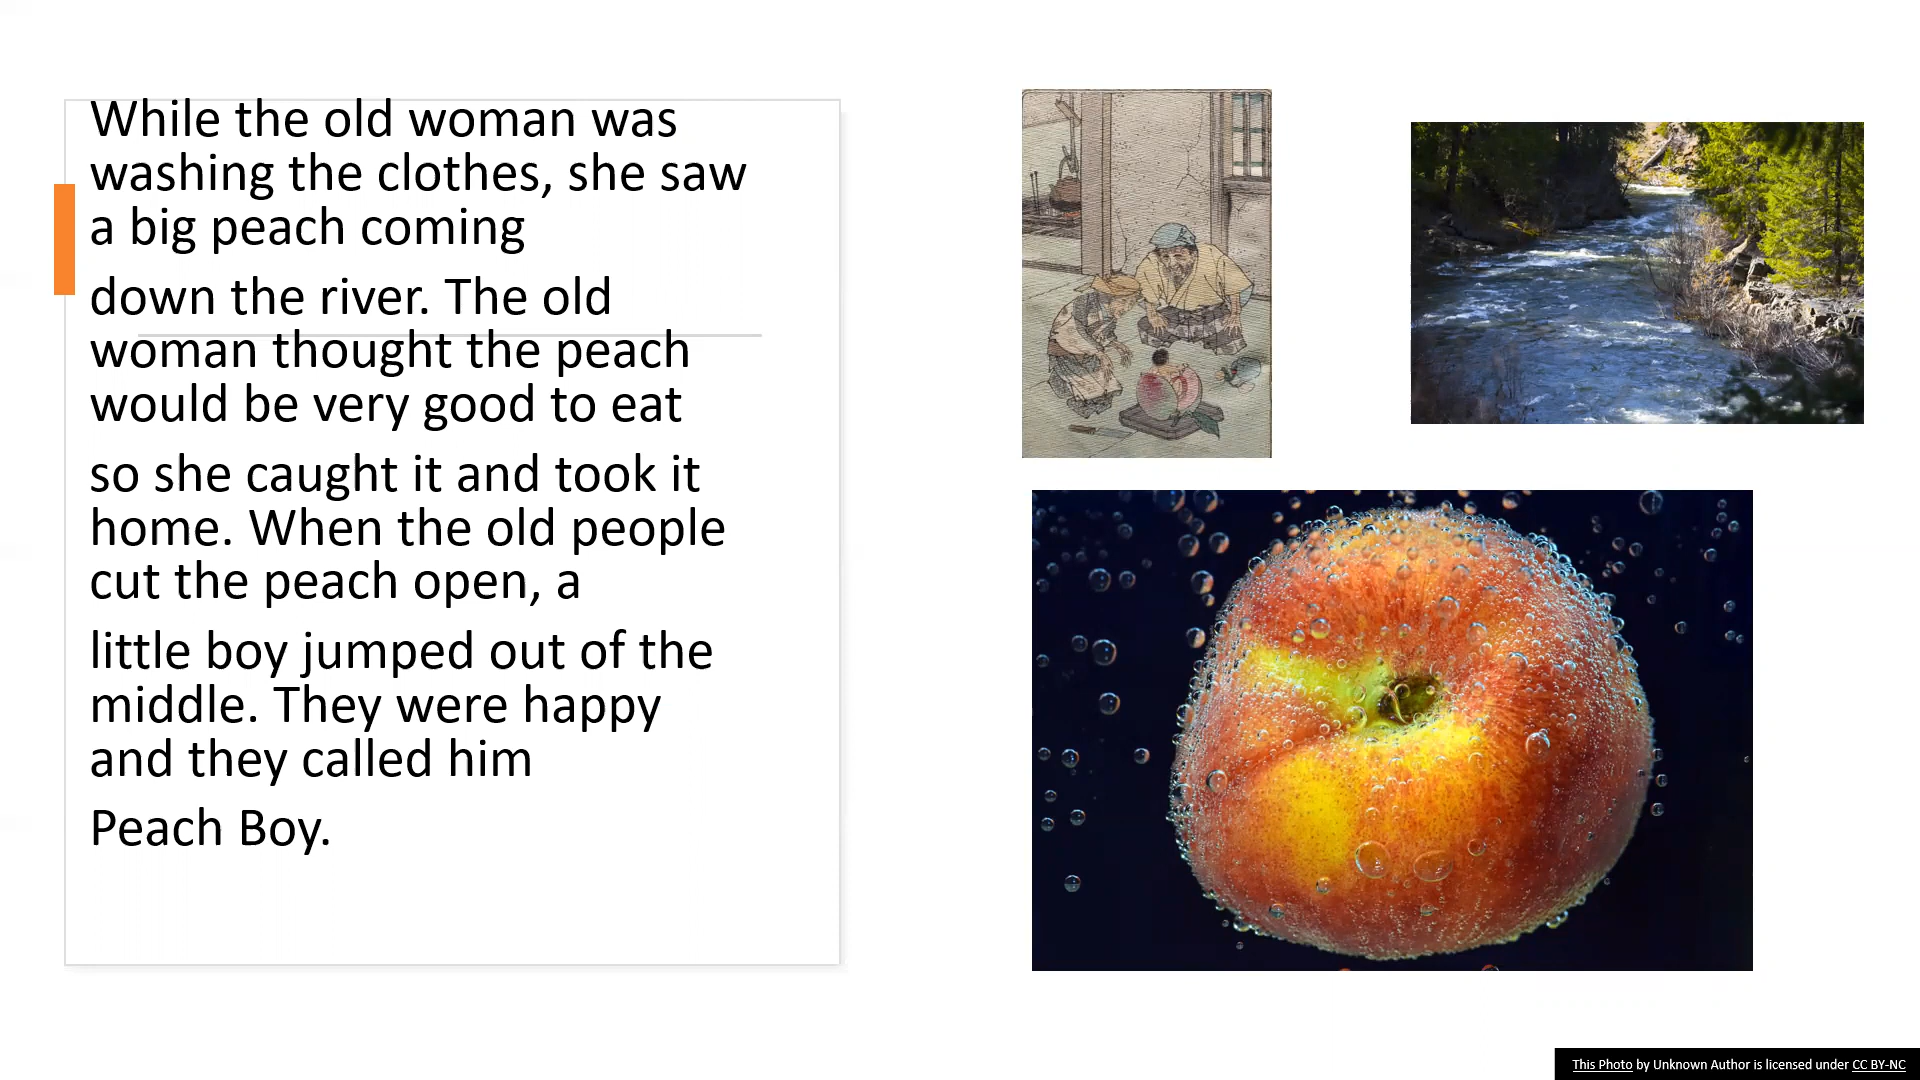 While the old woman was
washing the clothes, she saw
a big peach coming
down the river. The old
woman thought the peach
would be very good to eat
so she caught it and took it
home. When the old people
cut the peach open, a
little boy jumped out of the
middle. They were happy
and they called him
Peach Boy.
This Photo by Unknown Author is licensed under CC BY-NC